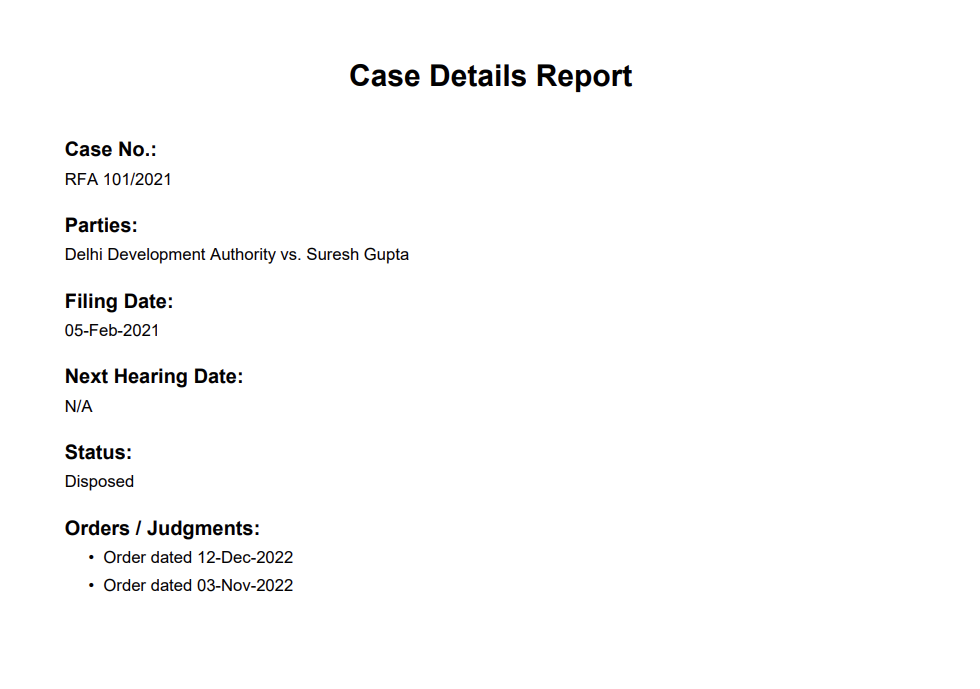 Case Details Report
Case No.:
RFA 101/2021
Parties:
Delhi Development Authority vs. Suresh Gupta
Filing Date:
05-Feb-2021
Next Hearing Date:
N/A
Status:
Disposed
Orders / Judgments:
• Order dated 12-Dec-2022
• Order dated 03-Nov-2022